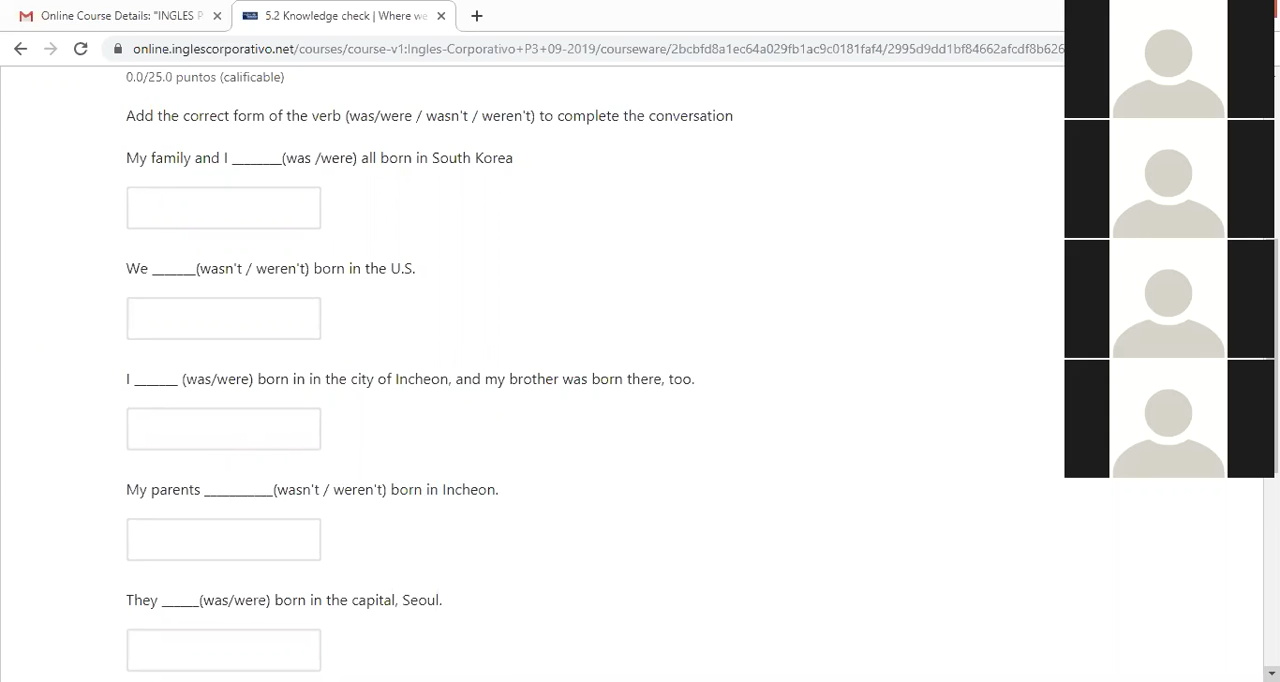 Online Course Details: "INGLES P
5.2 Knowledge check | Where we
online.inglescorporativo.net/courses/course-v1:Ingles-Corporativo+P3+09-2019/courseware/2bcbfd8a1ec64a029fb1ac9c0181faf4/2995d9dd1bf84662afcdf8b626
0.0/25.0 puntos (calificable)
Add the correct form of the verb (was/were / wasn't / weren't) to complete the conversation
My family and I ________(was /were) all born in South Korea
We _______(wasn't / weren't) born in the U.S.
I _______ (was/were) born in in the city of Incheon, and my brother was born there, too.
My parents ___________(wasn't / weren't) born in Incheon.
They ______(was/were) born in the capital, Seoul.